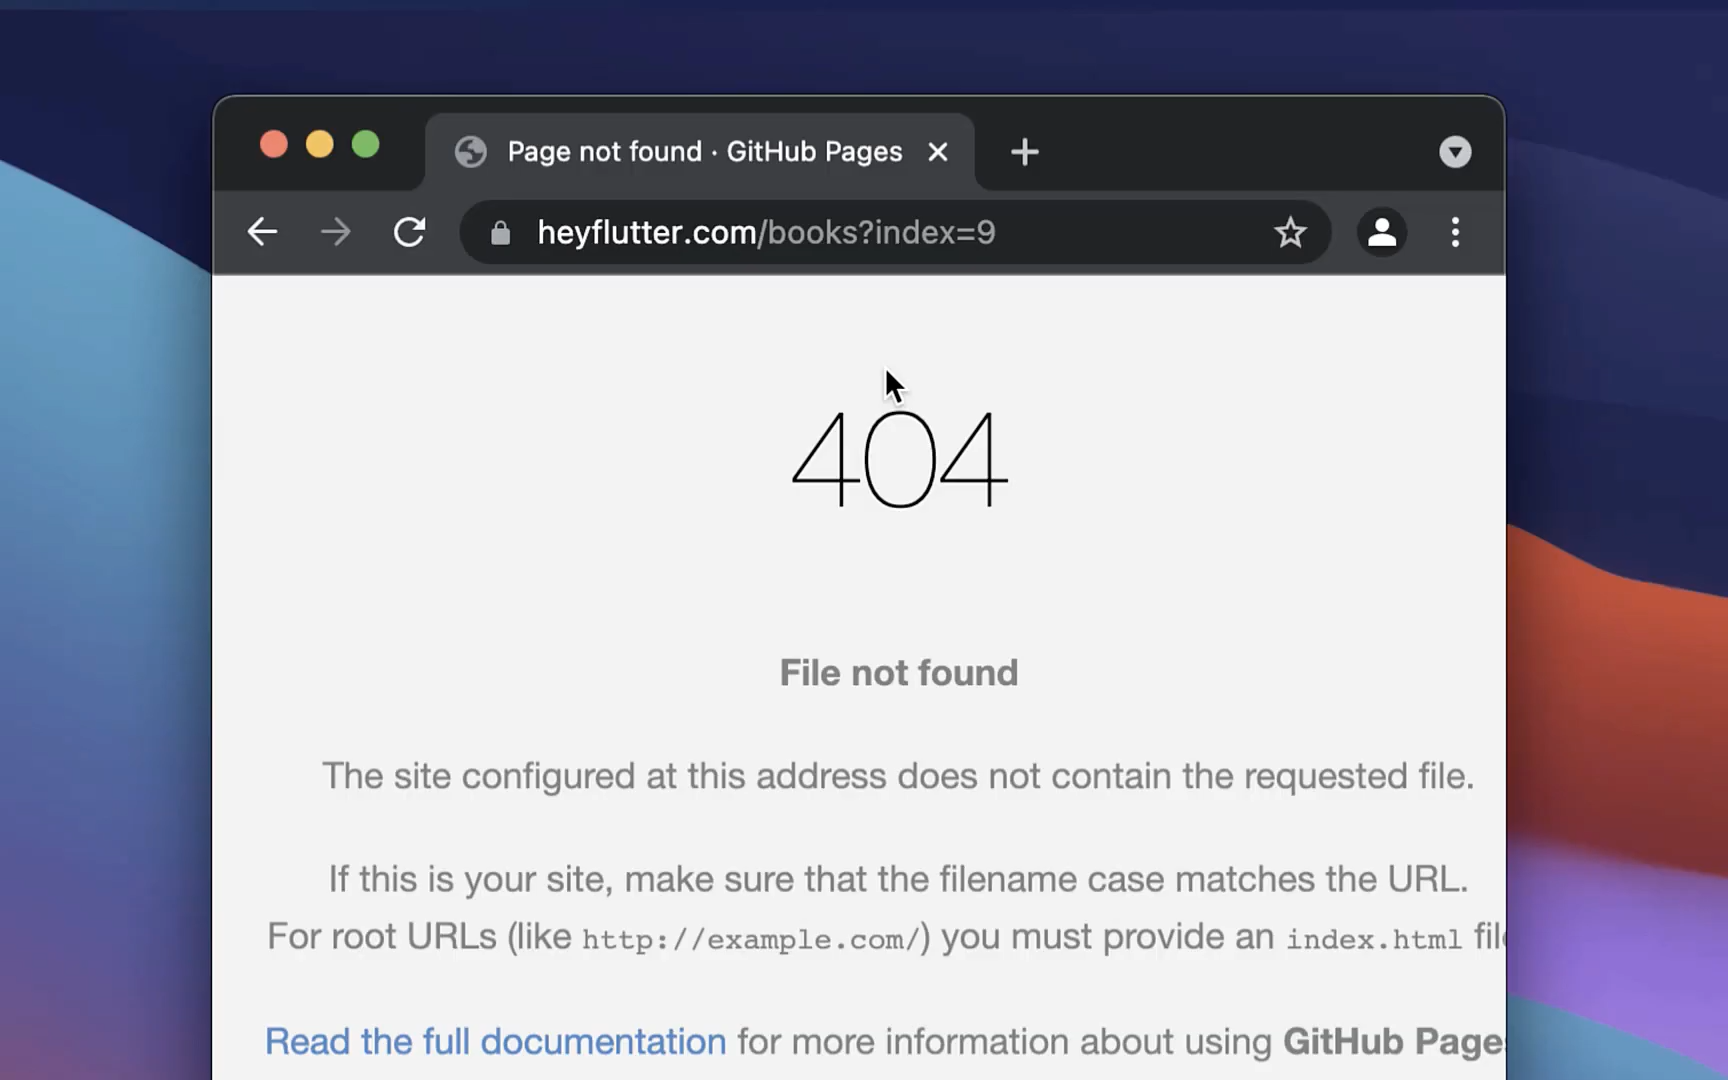 Page not found · GitHub Pages
heyflutter.com/books?index=9
404
File not found
The site configured at this address does not contain the requested file.
If this is your site, make sure that the filename case matches the URL.
For root URLs (like http://example.com/) you must provide an index.html fil
Read the full documentation for more information about using GitHub Pages